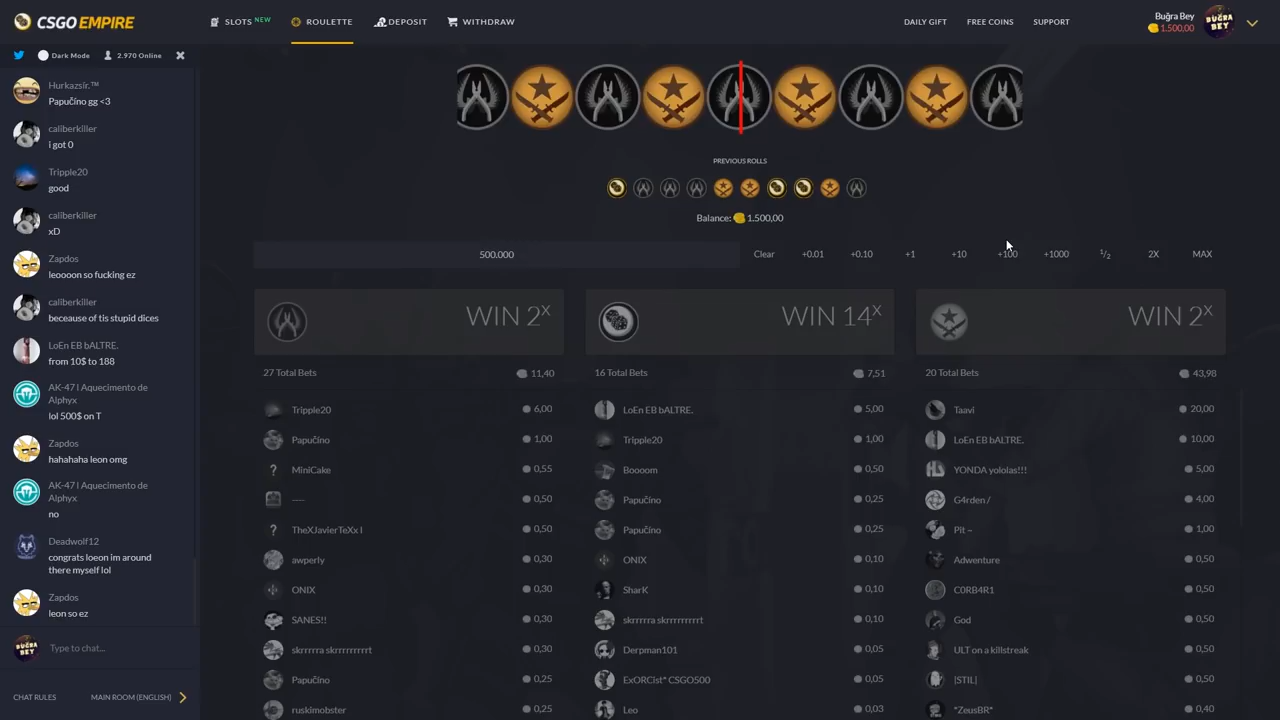 CSGOEMPIRE
SLOTS NEW
ROULETTE
DEPOSIT
WITHDRAW
DAILY GIFT
FREE COINS
SUPPORT
Buğra Bey
1.500,00
BUĞRA
BEY
Dark Mode
2.970 Online
Hurkazsır.™
Papučíno gg <3
caliberkiller
i got 0
Tripple20
good
caliberkiller
xD
Zapdos
leoooon so fucking ez
caliberkiller
beceause of tis stupid dices
LoEn EB bALTRE.
from 10$ to 188
AK-47 l Aquecimento de
Alphyx
lol 500$ on T
Zapdos
hahahaha leon omg
AK-47 l Aquecimento de
Alphyx
no
Deadwolf12
congrats loeon im around
there myself lol
Zapdos
leon so ez
BUĞRA
BEY
Type to chat...
CHAT RULES
MAIN ROOM (ENGLISH)
PREVIOUS ROLLS
Balance: 1.500,00
500.000
Clear
+0.01
+0.10
+1
+10
+100
+1000
1/2
2X
MAX
WIN 2X
27 Total Bets
11,40
Tripple20 6,00
Papučíno 1,00
MiniCake 0,55
---- 0,50
TheXJavierTeXx l 0,50
awperly 0,30
ONIX 0,30
SANES!! 0,30
skrrrrra skrrrrrrrrrt 0,30
Papučíno 0,25
ruskimobster 0,25
WIN 14X
16 Total Bets
7,51
LoEn EB bALTRE. 5,00
Tripple20 1,00
Boooom 0,50
Papučíno 0,25
Papučíno 0,25
ONIX 0,10
SharK 0,10
skrrrrra skrrrrrrrrrt 0,10
Derpman101 0,05
ExORCist* CSGO500 0,05
Leo 0,03
WIN 2X
20 Total Bets
43,98
Taavi 20,00
LoEn EB bALTRE. 10,00
YONDA yololas!!! 5,00
G4rden / 4,00
Pit ~ 1,00
Adwenture 0,50
C0RB4R1 0,50
God 0,50
ULT on a killstreak 0,50
|STIL| 0,50
*ZeusBR* 0,40